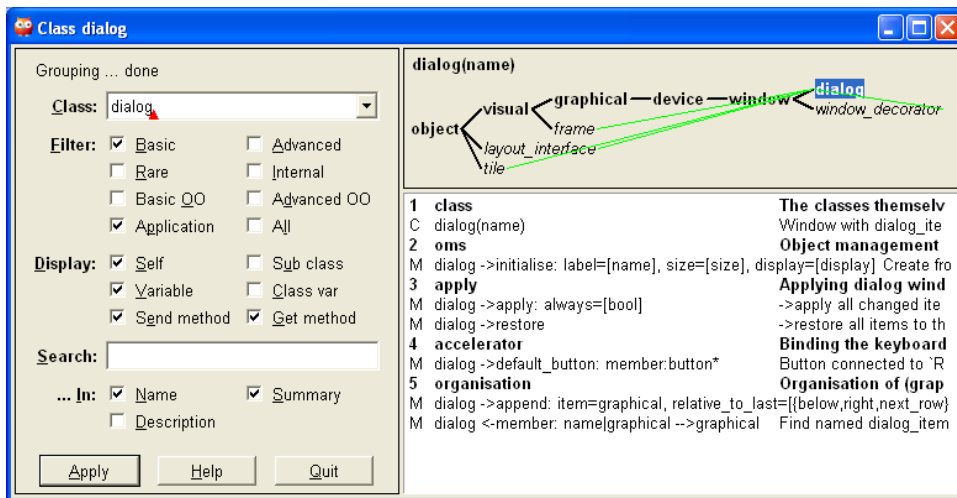 Class dialog
Grouping ... done
Class: dialog
Filter: Basic Advanced
Rare Internal
Basic OO Advanced OO
Application All
Display: Self Sub class
Variable Class var
Send method Get method
Search:
... In: Name Summary
Description
Apply Help Quit
dialog(name)
object visual graphical device window dialog
window_decorator
frame
layout_interface
tile
1 class The classes themselv
C dialog(name) Window with dialog_ite
2 oms Object management
M dialog ->initialise: label=[name], size=[size], display=[display] Create fro
3 apply Applying dialog wind
M dialog ->apply: always=[bool] ->apply all changed ite
M dialog ->restore ->restore all items to th
4 accelerator Binding the keyboard
M dialog ->default_button: member:button* Button connected to `R
5 organisation Organisation of (grap
M dialog ->append: item=graphical, relative_to_last=[{below,right,next_row}
M dialog <-member: name|graphical -->graphical Find named dialog_item